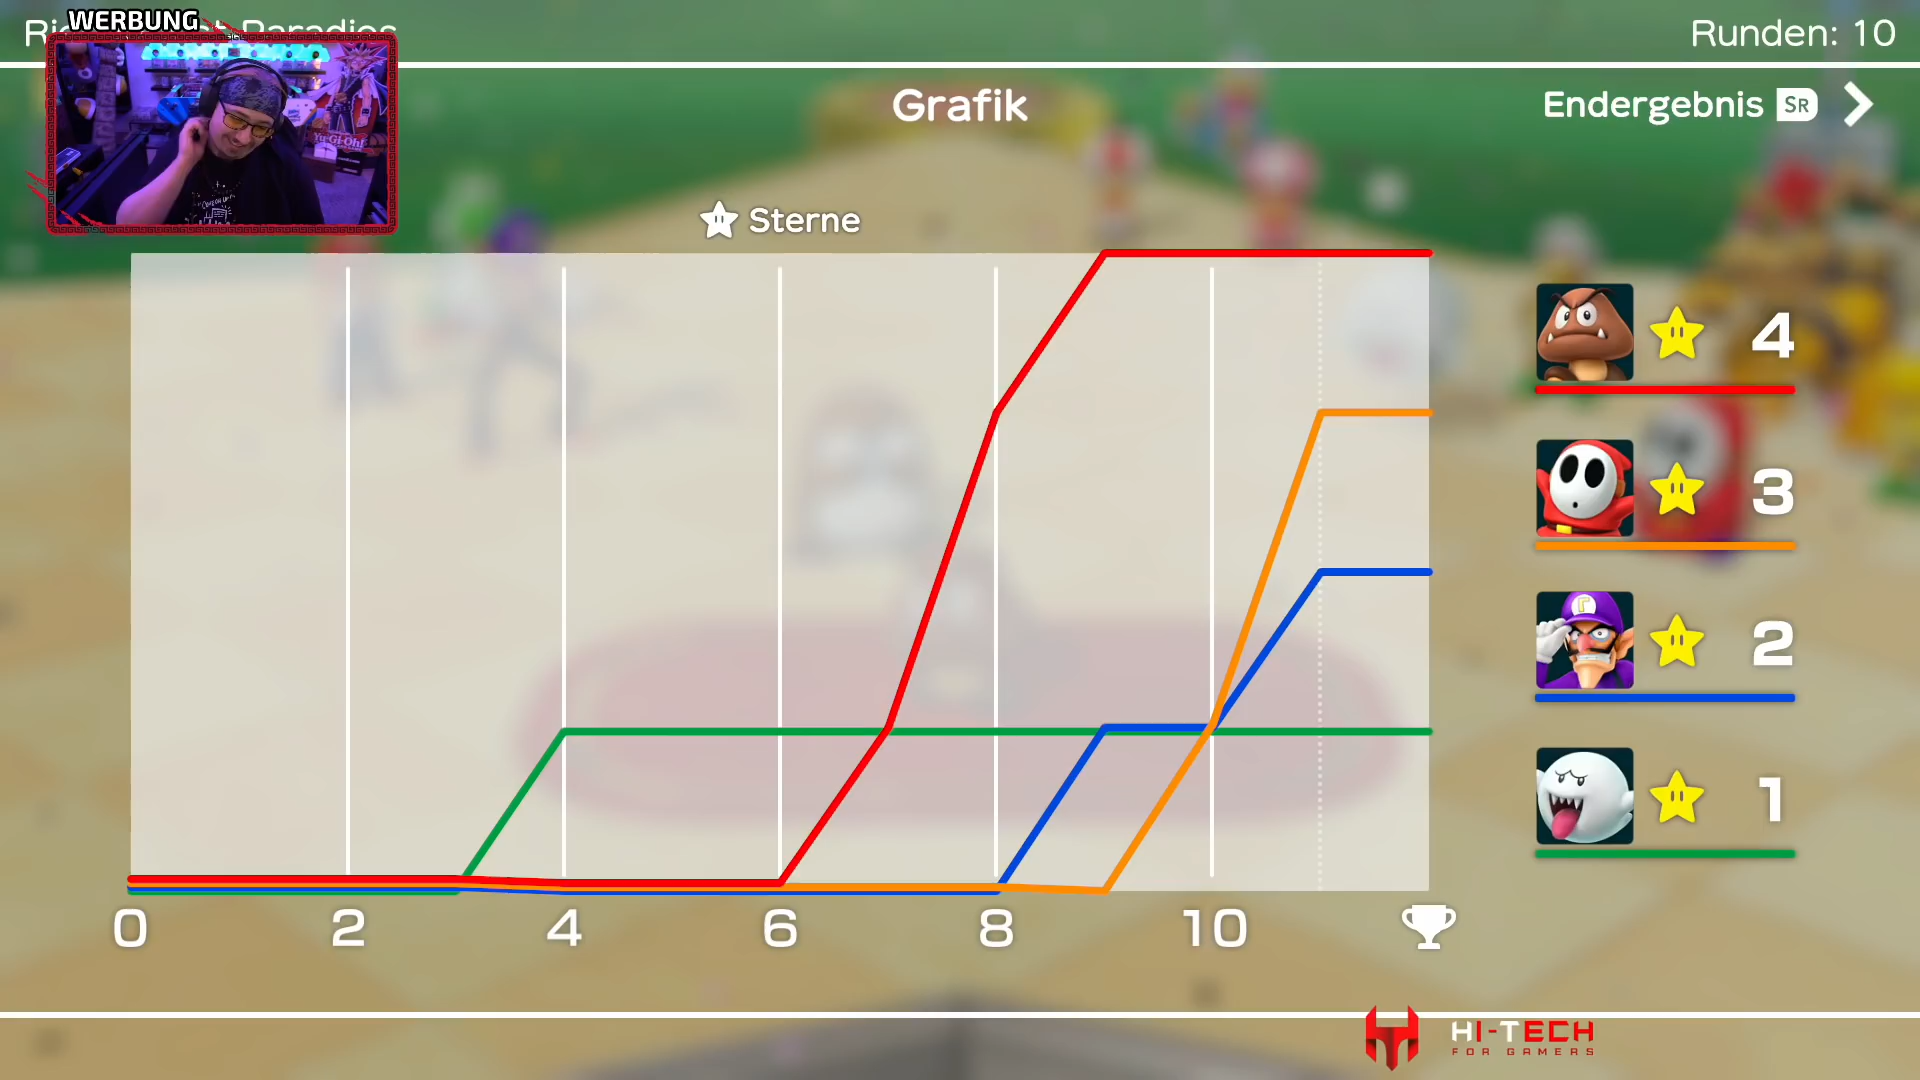 WERBUNG
Runden: 10
Grafik
Endergebnis SR
Sterne
4
3
2
1
0 2 4 6 8 10
HI-TECH
FOR GAMERS